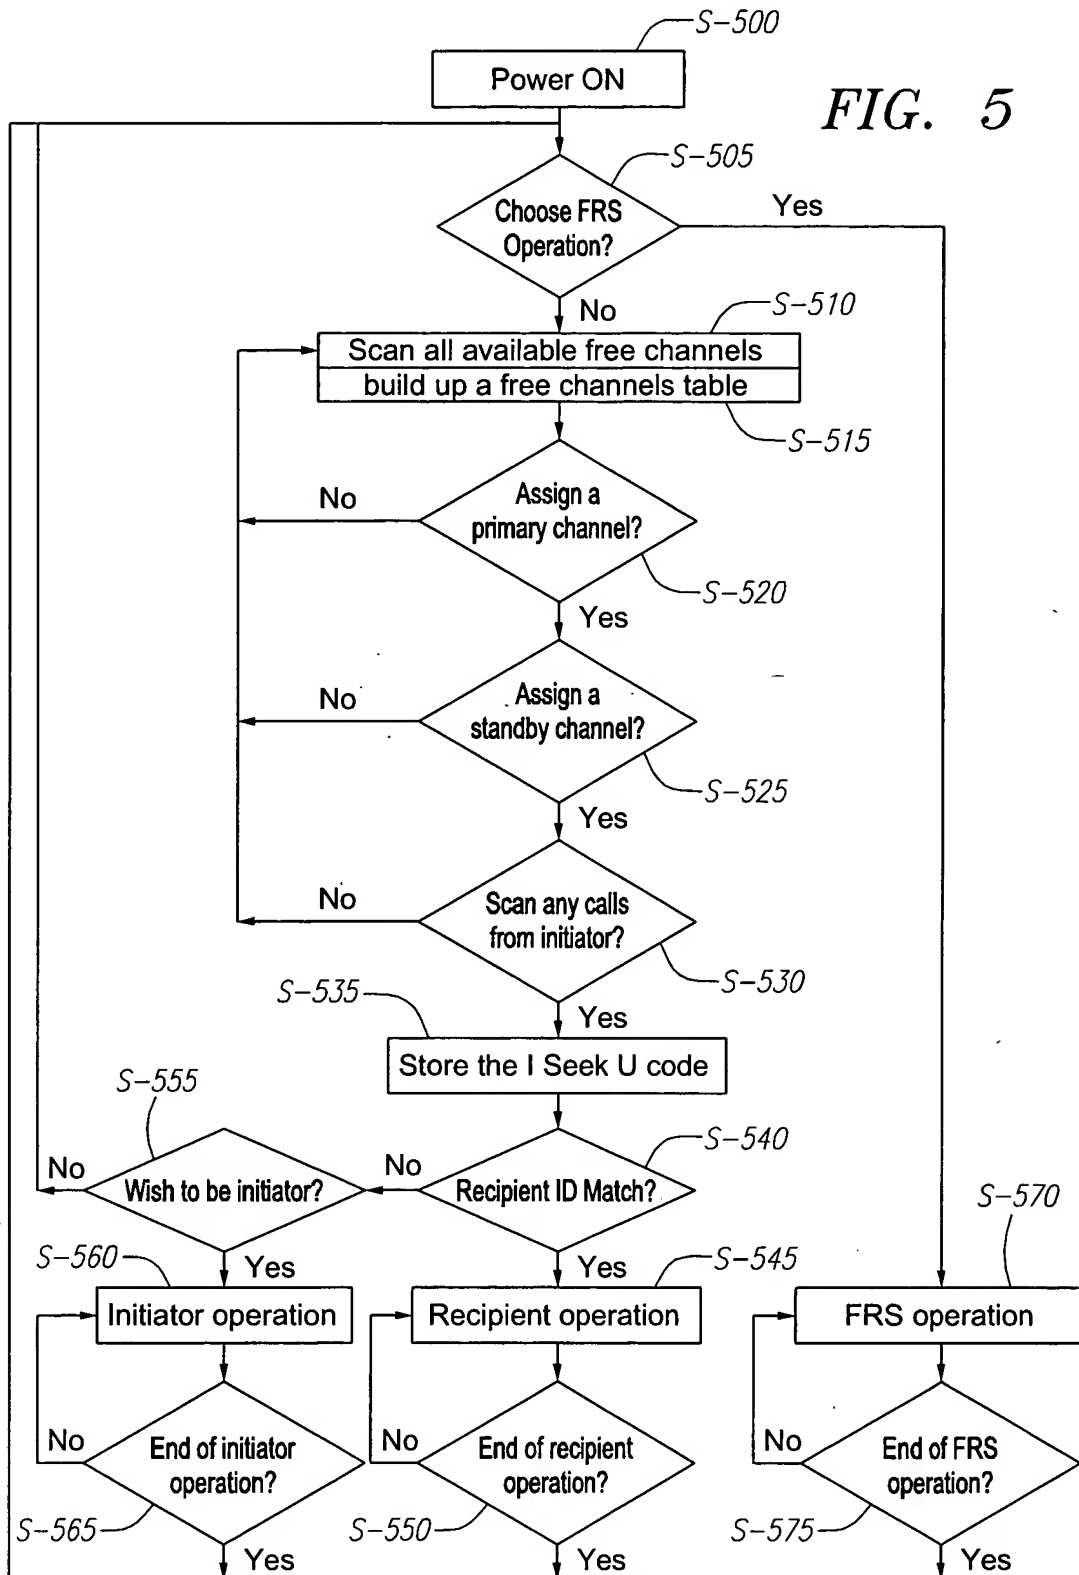 S-500
Power ON
FIG. 5
S-505
Choose FRS
Operation?
Yes
No
S-510
Scan all available free channels
build up a free channels table
S-515
No
Assign a
primary channel?
S-520
Yes
No
Assign a
standby channel?
S-525
Yes
No
Scan any calls
from initiator?
S-530
S-535
Yes
Store the I Seek U code
S-555
S-540
No
Wish to be initiator?
No
Recipient ID Match?
S-570
S-560
Yes
Yes
S-545
Initiator operation
Recipient operation
FRS operation
No
End of initiator
operation?
No
End of recipient
operation?
No
End of FRS
operation?
S-565
Yes
S-550
Yes
S-575
Yes